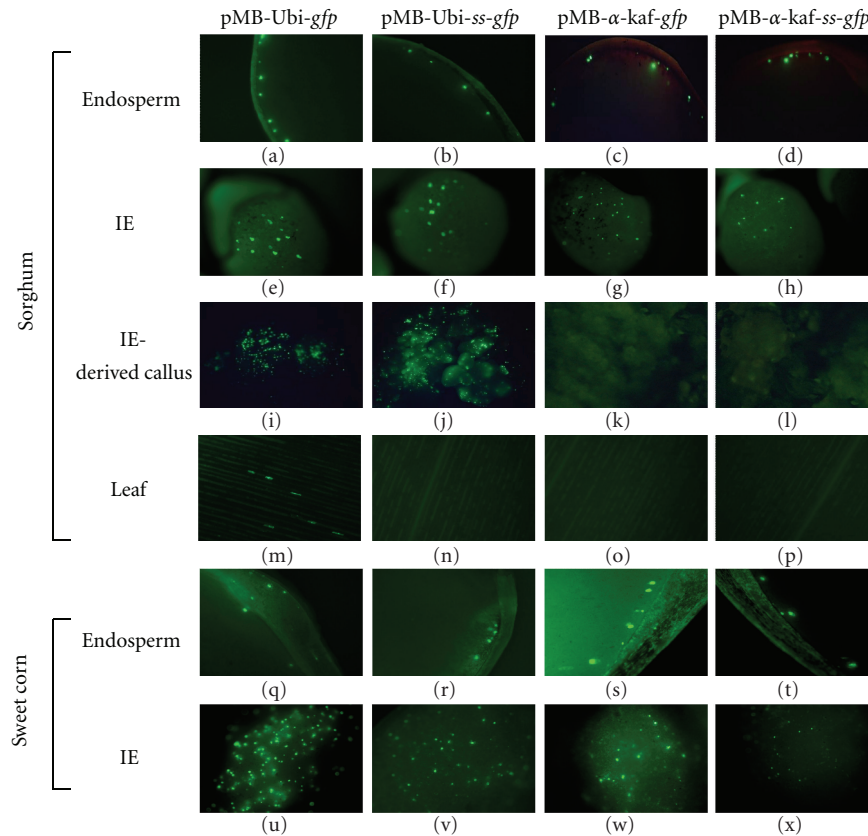 pMB-Ubi-gfp pMB-Ubi-ss-gfp pMB-α-kaf-gfp pMB-α-kaf-ss-gfp
Sorghum
Endosperm
(a) (b) (c) (d)
IE
(e) (f) (g) (h)
IE-
derived callus
(i) (j) (k) (l)
Leaf
(m) (n) (o) (p)
Sweet corn
Endosperm
(q) (r) (s) (t)
IE
(u) (v) (w) (x)